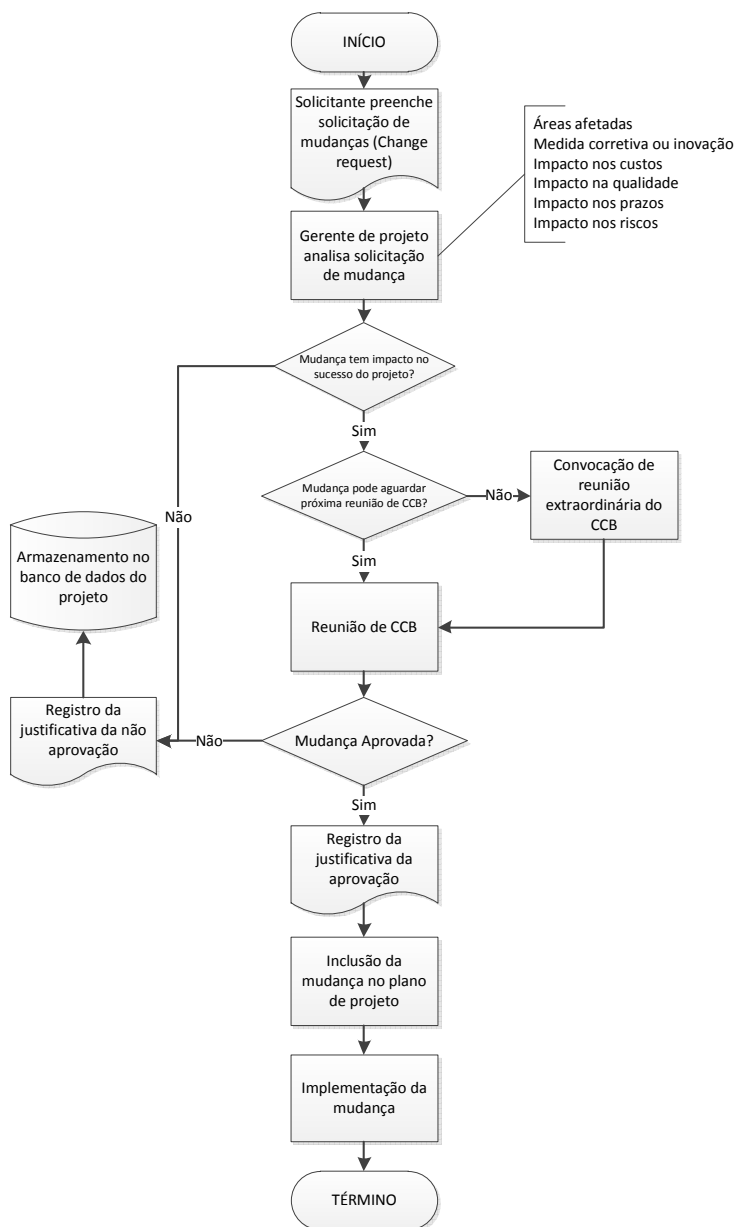 INÍCIO
Solicitante preenche
solicitação de
mudanças (Change
request)
Áreas afetadas
Medida corretiva ou inovação
Impacto nos custos
Impacto na qualidade
Impacto nos prazos
Impacto nos riscos
Gerente de projeto
analisa solicitação
de mudança
Mudança tem impacto no
sucesso do projeto?
Sim
Mudança pode aguardar
próxima reunião de CCB?
Não
Convocação de
reunião
extraordinária do
CCB
Não
Sim
Armazenamento no
banco de dados do
projeto
Reunião de CCB
Registro da
justificativa da não
aprovação
Não
Mudança Aprovada?
Sim
Registro da
justificativa da
aprovação
Inclusão da
mudança no plano
de projeto
Implementação da
mudança
TÉRMINO